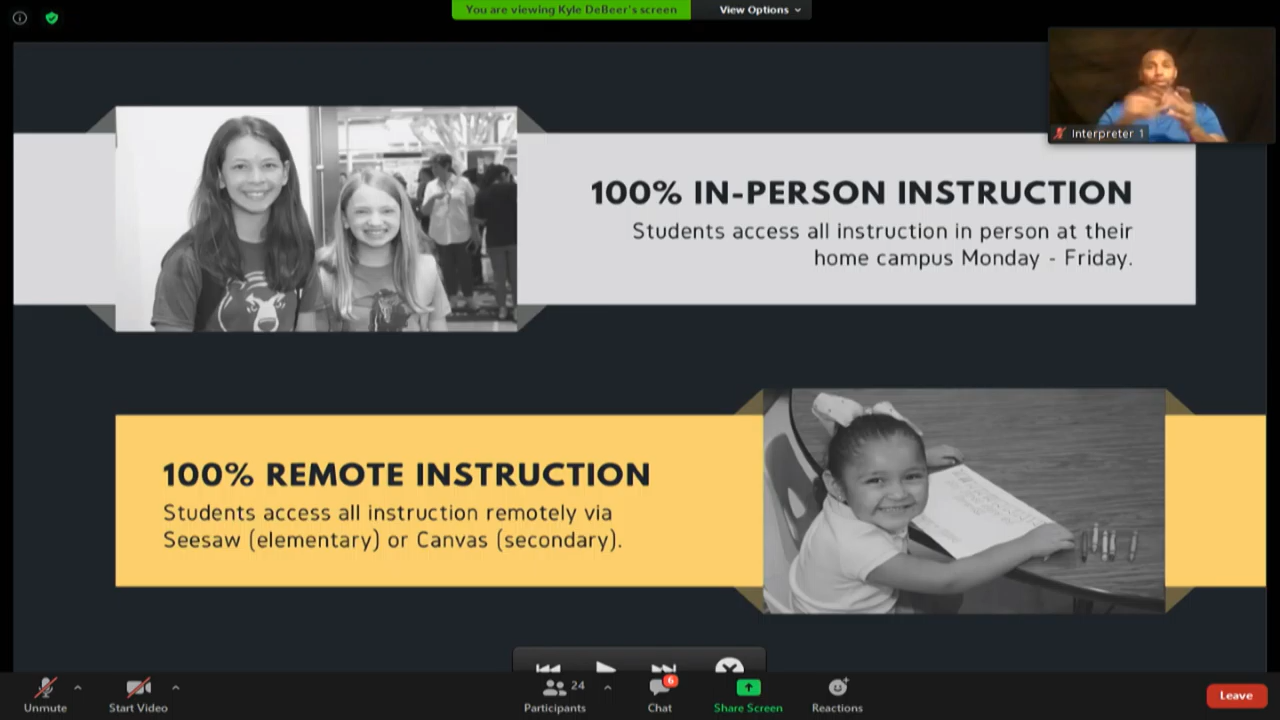 You are viewing Kyle DeBeer's screen
View Options
Interpreter 1
100% IN-PERSON INSTRUCTION
Students access all instruction in person at their
home campus Monday - Friday.
100% REMOTE INSTRUCTION
Students access all instruction remotely via
Seesaw (elementary) or Canvas (secondary).
Unmute
Start Video
24
Participants
6
Chat
Share Screen
Reactions
Leave